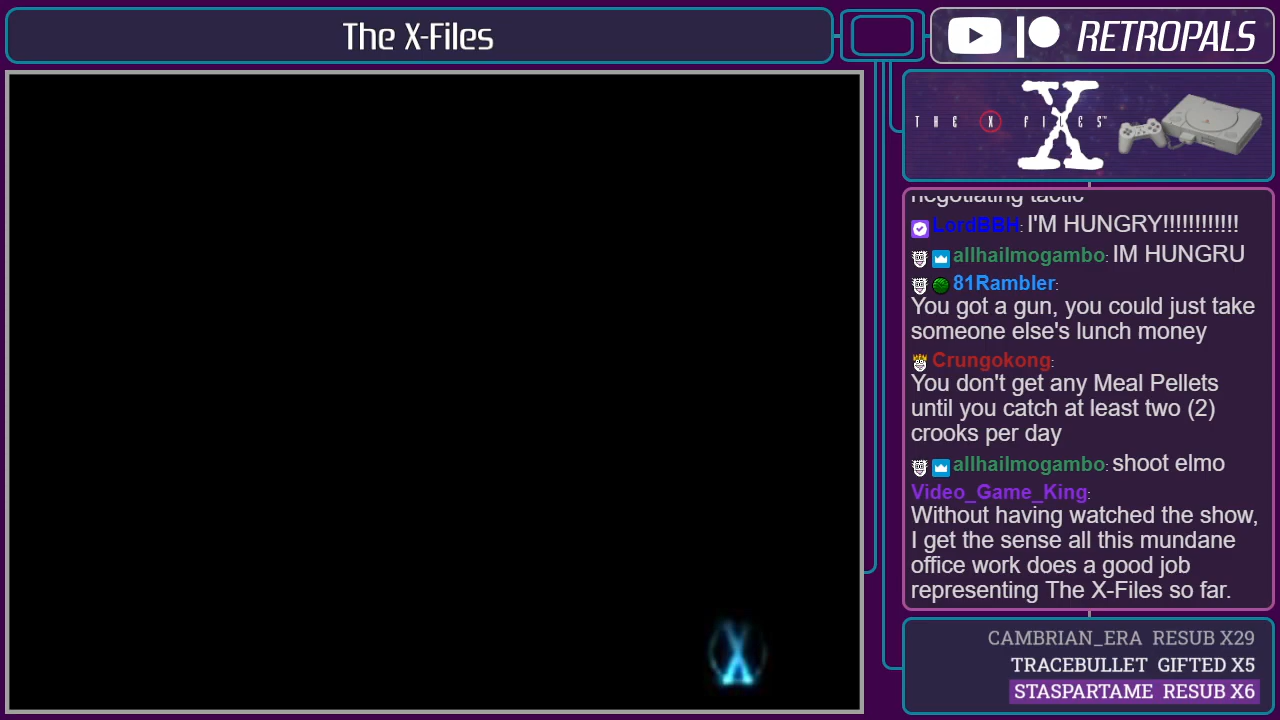 The X-Files
RETROPALS
THE X FILES™
X
negotiating tactic
LordBBH: I'M HUNGRY!!!!!!!!!!!!
allhailmogambo: IM HUNGRU
81Rambler:
You got a gun, you could just take
someone else's lunch money
Crungokong:
You don't get any Meal Pellets
until you catch at least two (2)
crooks per day
allhailmogambo: shoot elmo
Video_Game_King:
Without having watched the show,
I get the sense all this mundane
office work does a good job
representing The X-Files so far.
X
CAMBRIAN_ERA RESUB X29
TRACEBULLET GIFTED X5
STASPARTAME RESUB X6